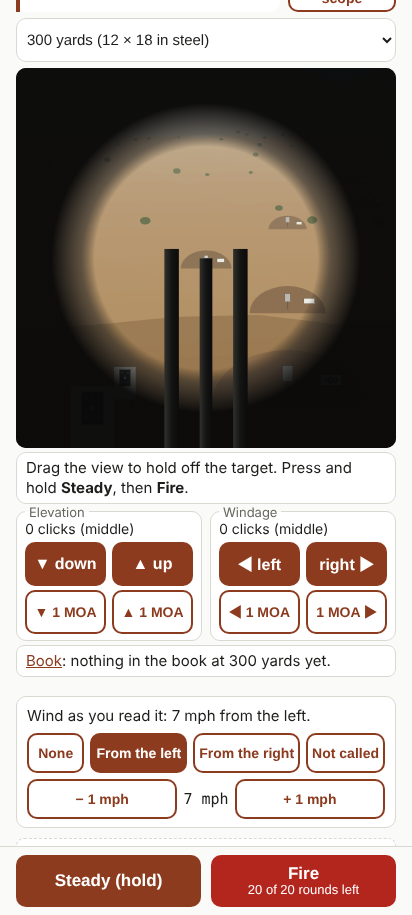 scope
300 yards (12 × 18 in steel)
Drag the view to hold off the target. Press and
hold Steady, then Fire.
Elevation
0 clicks (middle)
▼ down
▲ up
▼ 1 MOA
▲ 1 MOA
Windage
0 clicks (middle)
◀ left
right ▶
◀ 1 MOA
1 MOA ▶
Book: nothing in the book at 300 yards yet.
Wind as you read it: 7 mph from the left.
None
From the left
From the right
Not called
− 1 mph
7 mph
+ 1 mph
Steady (hold)
Fire
20 of 20 rounds left